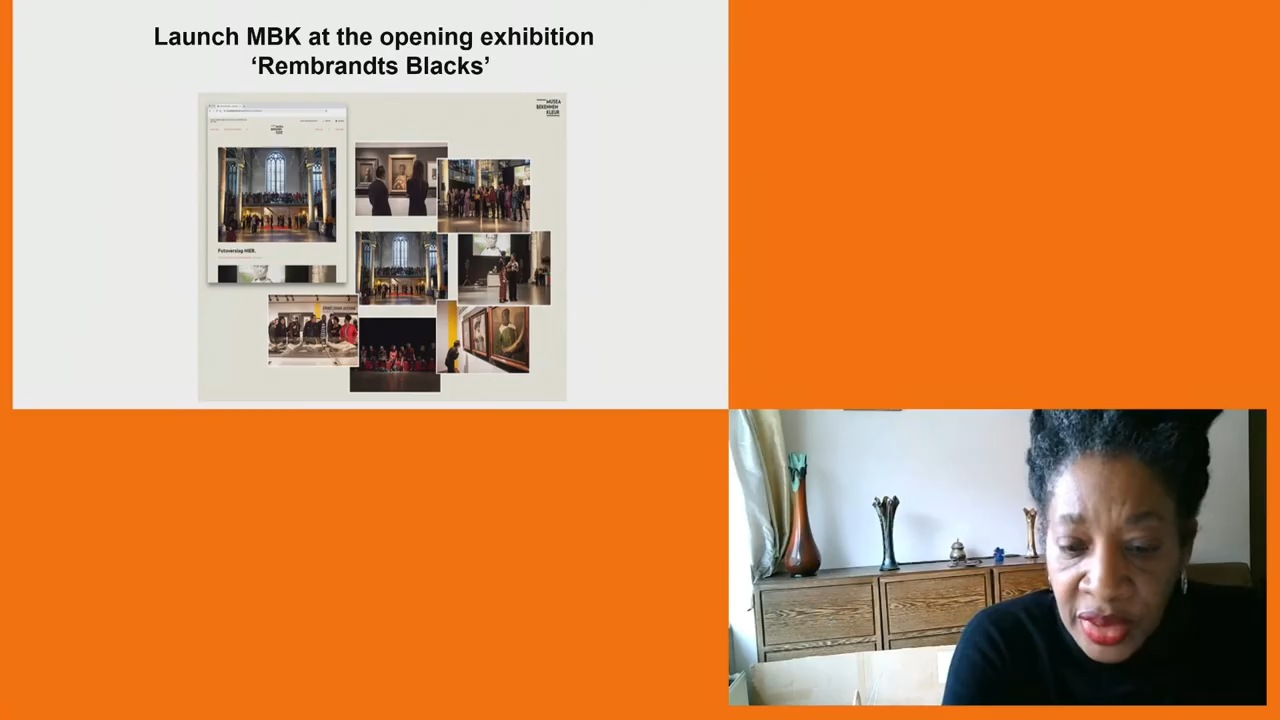 Launch MBK at the opening exhibition
‘Rembrandts Blacks’
MUSEA
BEKENNEN
KLEUR
Fotoverslag HIER.